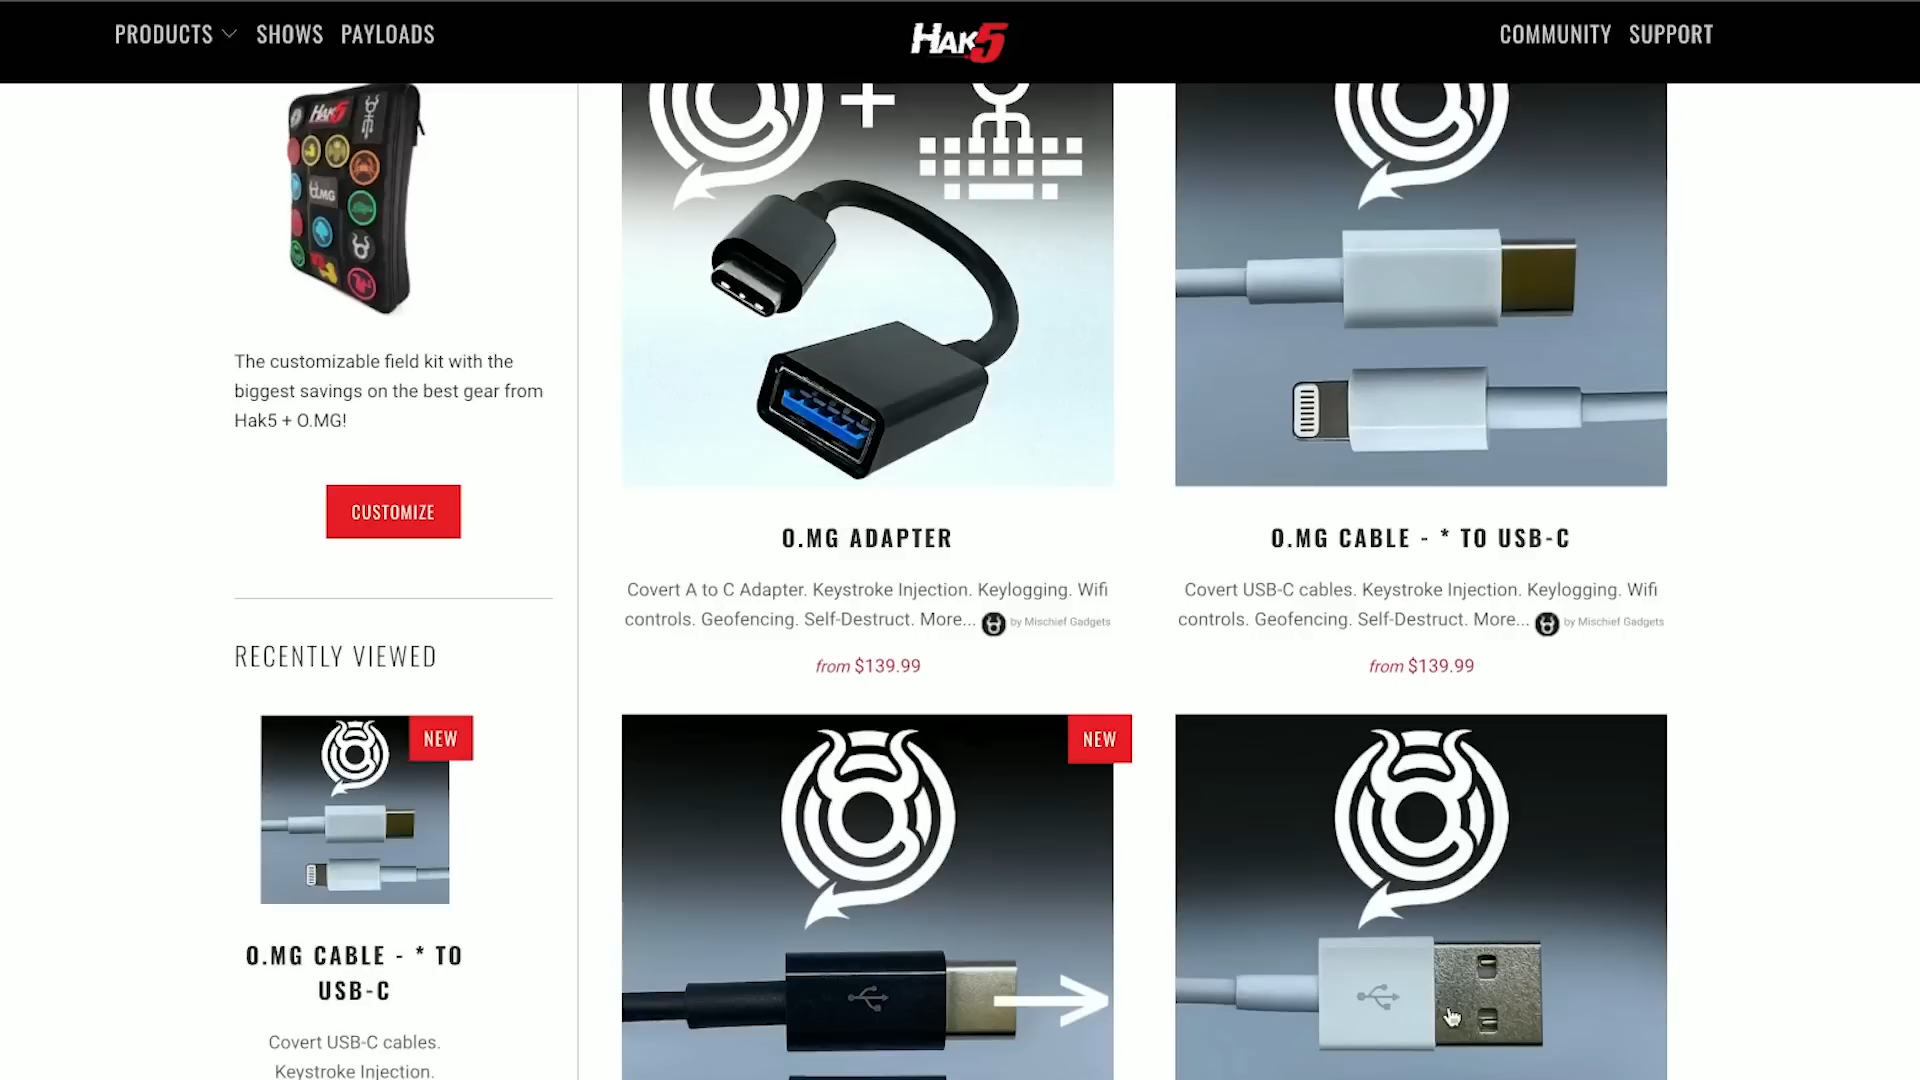 PRODUCTS SHOWS PAYLOADS
HAK5
COMMUNITY SUPPORT
HAK5
O.MG
The customizable field kit with the
biggest savings on the best gear from
Hak5 + O.MG!
CUSTOMIZE
RECENTLY VIEWED
NEW
O.MG CABLE - * TO
USB-C
Covert USB-C cables.
Keystroke Injection.
O.MG ADAPTER
Covert A to C Adapter. Keystroke Injection. Keylogging. Wifi
controls. Geofencing. Self-Destruct. More... by Mischief Gadgets
from $139.99
O.MG CABLE - * TO USB-C
Covert USB-C cables. Keystroke Injection. Keylogging. Wifi
controls. Geofencing. Self-Destruct. More... by Mischief Gadgets
from $139.99
NEW